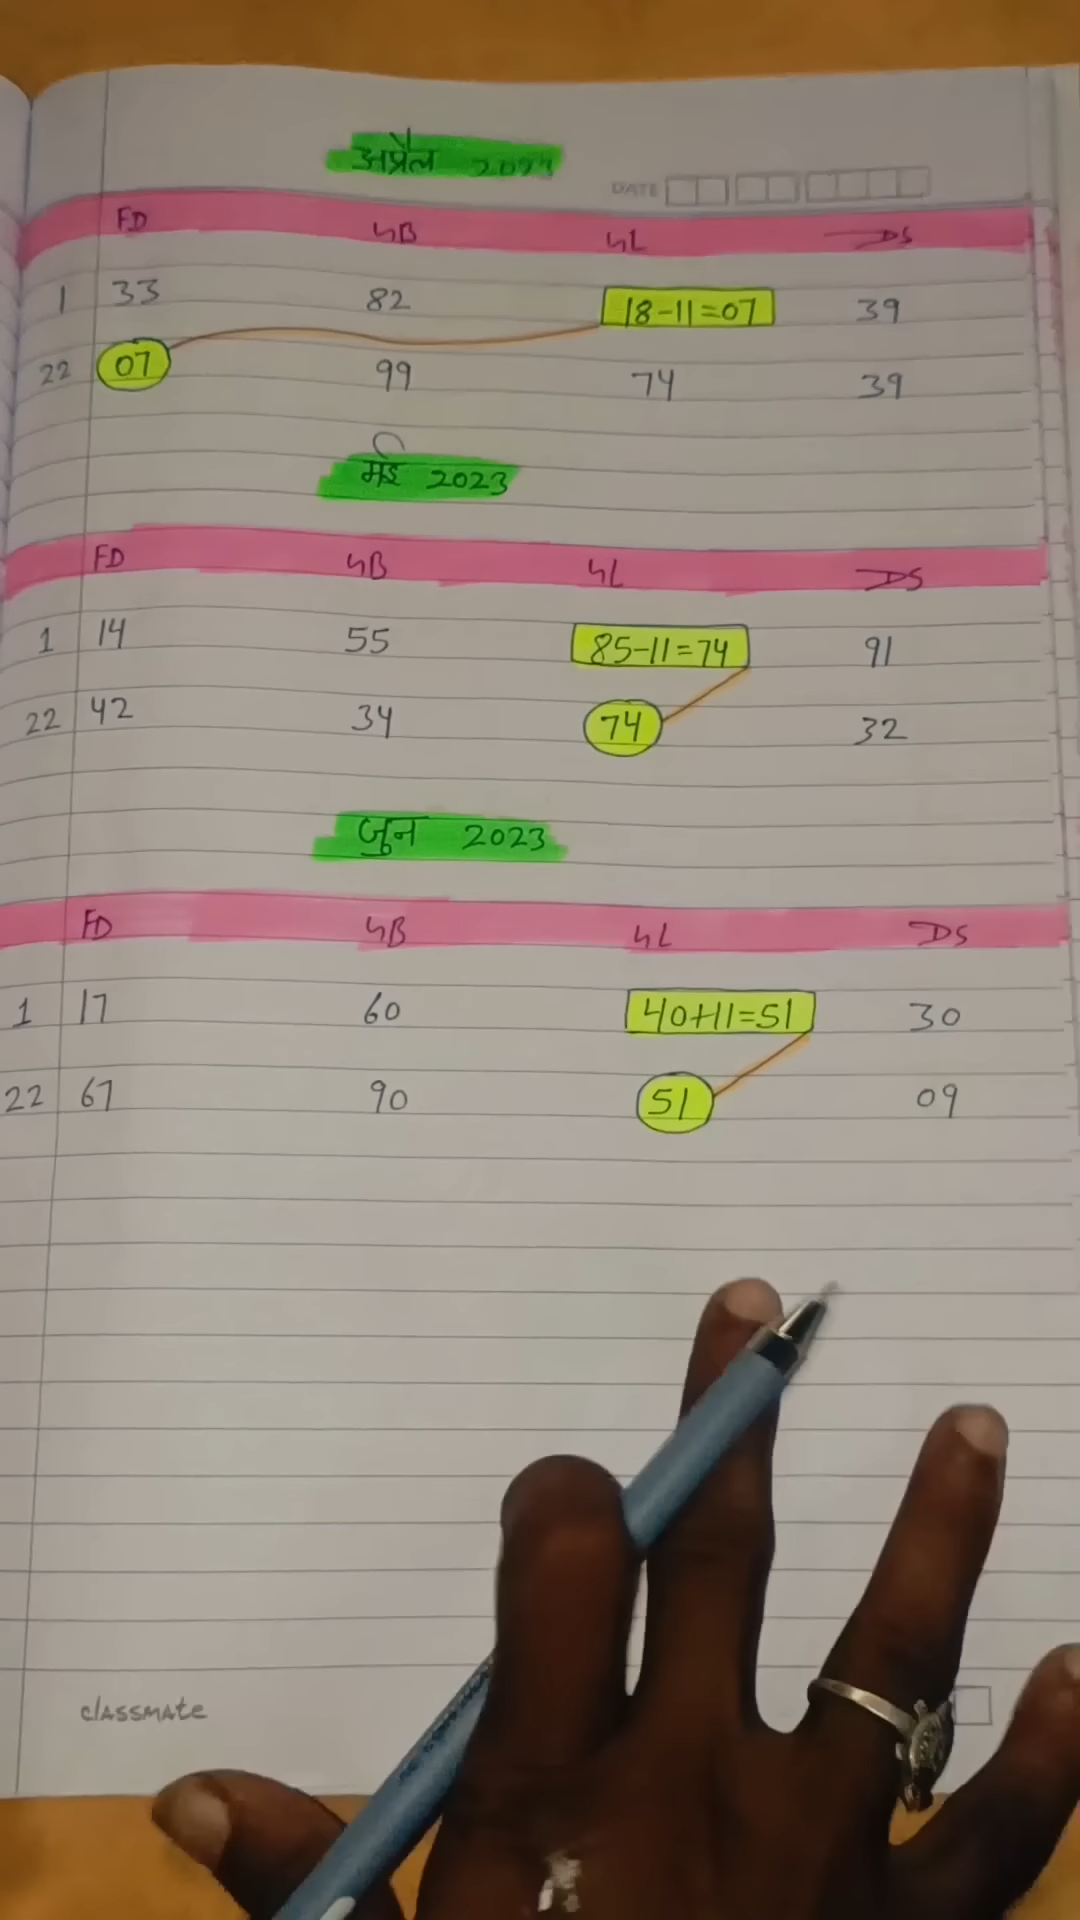 अप्रैल 2023
DATE
FD GB GL DS
1 33 82 18-11=07 39
22 07 99 74 39
मई 2023
FD GB GL DS
1 14 55 85-11=74 91
22 42 34 74 32
जुन 2023
FD GB GL DS
1 17 60 40+11=51 30
22 67 90 51 09
classmate